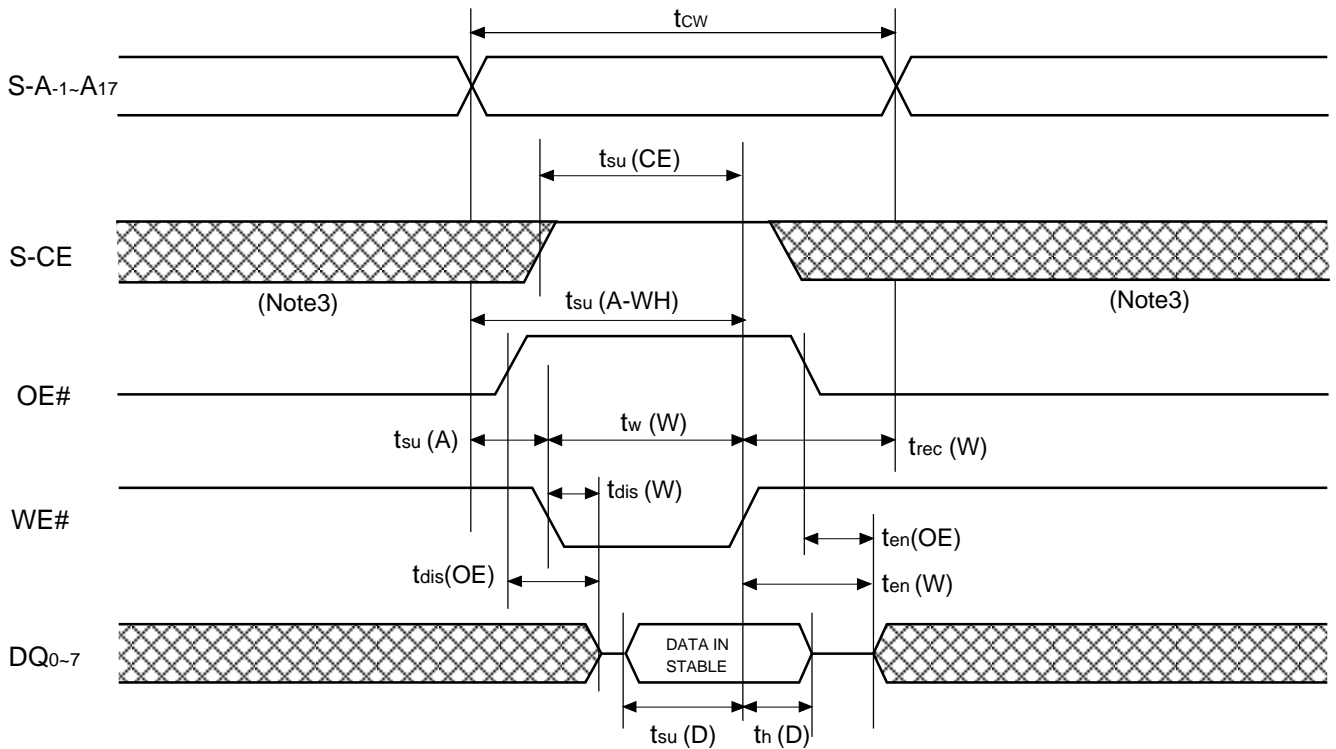 tCW
S-A-1~A17
tsu (CE)
S-CE
(Note3)
(Note3)
tsu (A-WH)
OE#
tsu (A)
tw (W)
trec (W)
tdis (W)
WE#
ten(OE)
tdis(OE)
ten (W)
DQ0~7
DATA IN
STABLE
tsu (D)
th (D)